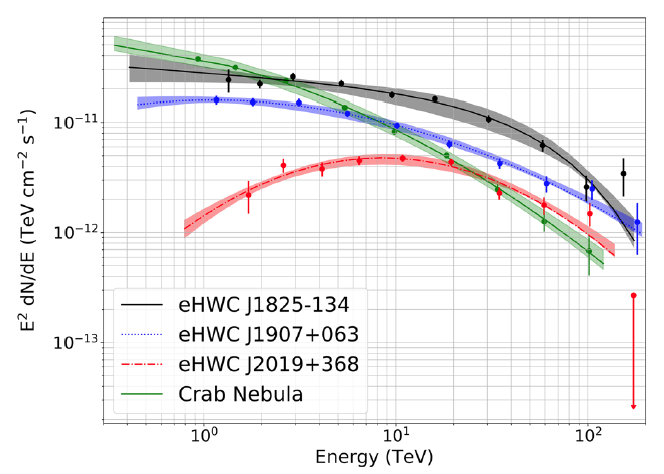 E² dN/dE (TeV cm⁻² s⁻¹)
10⁻¹¹
10⁻¹²
10⁻¹³
eHWC J1825-134
eHWC J1907+063
eHWC J2019+368
Crab Nebula
10⁰ 10¹ 10²
Energy (TeV)